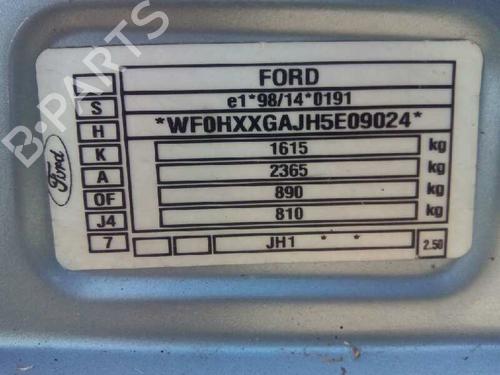 B-PARTS
FORD
S e1*98/14*0191
H *WF0HXXGAJH5E09024*
K 1615 kg
A 2365 kg
OF 890 kg
J4 810 kg
7 JH1 * * 2.50
Ford